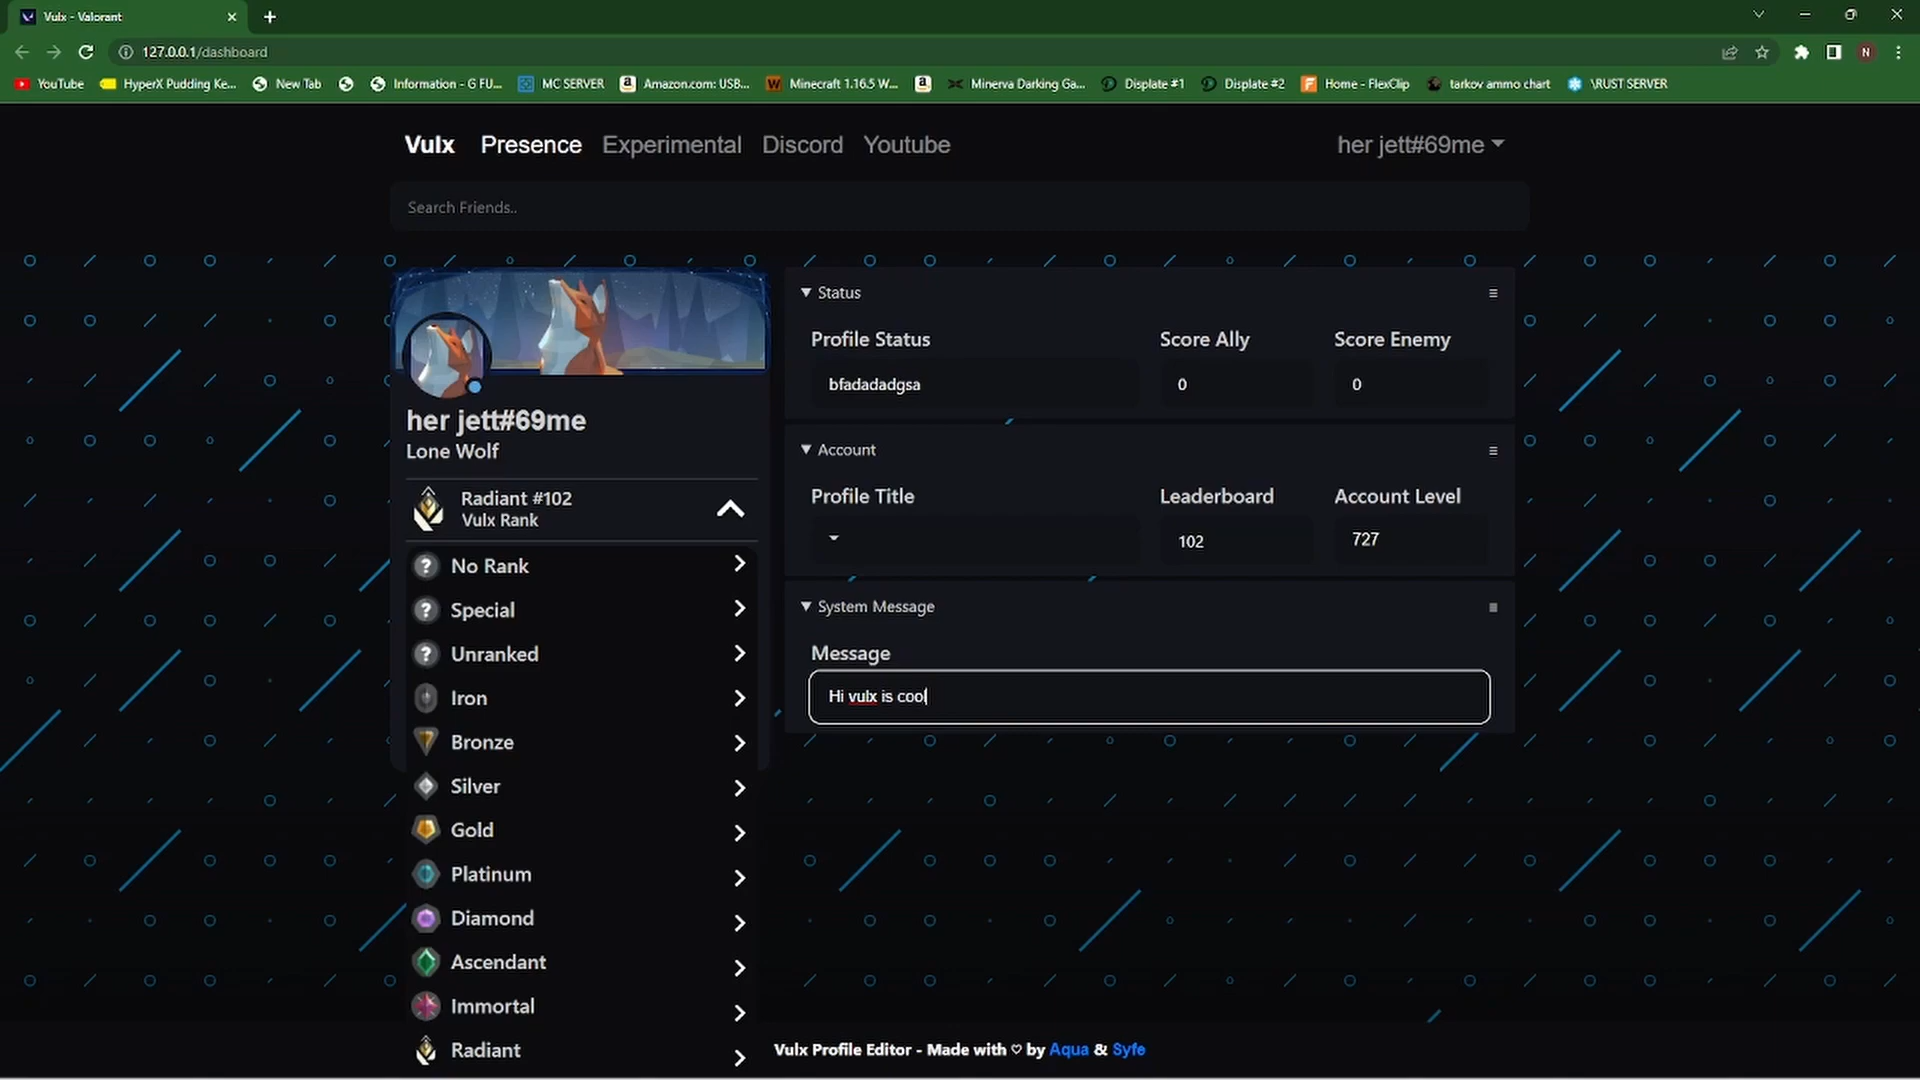 Vulx - Valorant
127.0.0.1/dashboard
N
YouTube
HyperX Pudding Ke...
New Tab
Information - G FU...
MC SERVER
Amazon.com: USB...
Minecraft 1.16.5 W...
Minerva Darking Ga...
Displate #1
Displate #2
Home - FlexClip
tarkov ammo chart
\RUST SERVER
Vulx Presence Experimental Discord Youtube
her jett#69me
Search Friends..
her jett#69me
Lone Wolf
Radiant #102
Vulx Rank
No Rank
Special
Unranked
Iron
Bronze
Silver
Gold
Platinum
Diamond
Ascendant
Immortal
Radiant
Status
Profile Status Score Ally Score Enemy
bfadadadgsa 0 0
Account
Profile Title Leaderboard Account Level
102 727
System Message
Message
Hi vulx is cool
Vulx Profile Editor - Made with ♡ by Aqua & Syfe